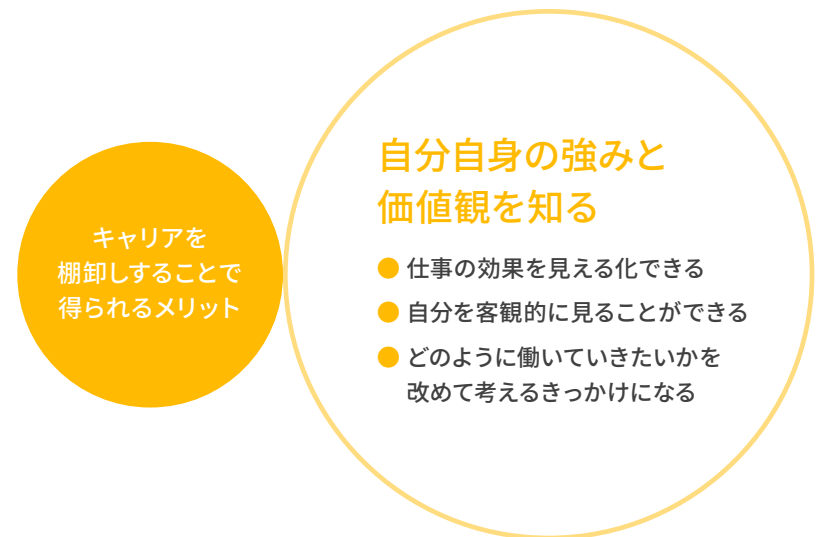 キャリアを
棚卸しすることで
得られるメリット
自分自身の強みと
価値観を知る
● 仕事の効果を見える化できる
● 自分を客観的に見ることができる
● どのように働いていきたいかを
改めて考えるきっかけになる